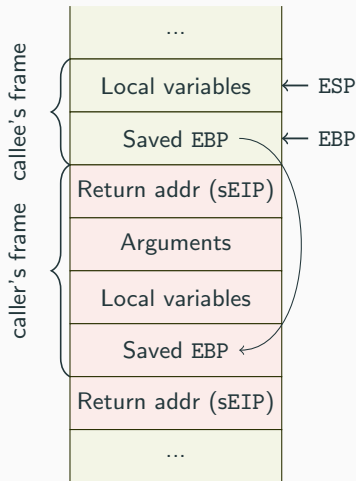 ...
Local variables
ESP
Saved EBP
EBP
callee's frame
Return addr (sEIP)
Arguments
Local variables
Saved EBP
caller's frame
Return addr (sEIP)
...